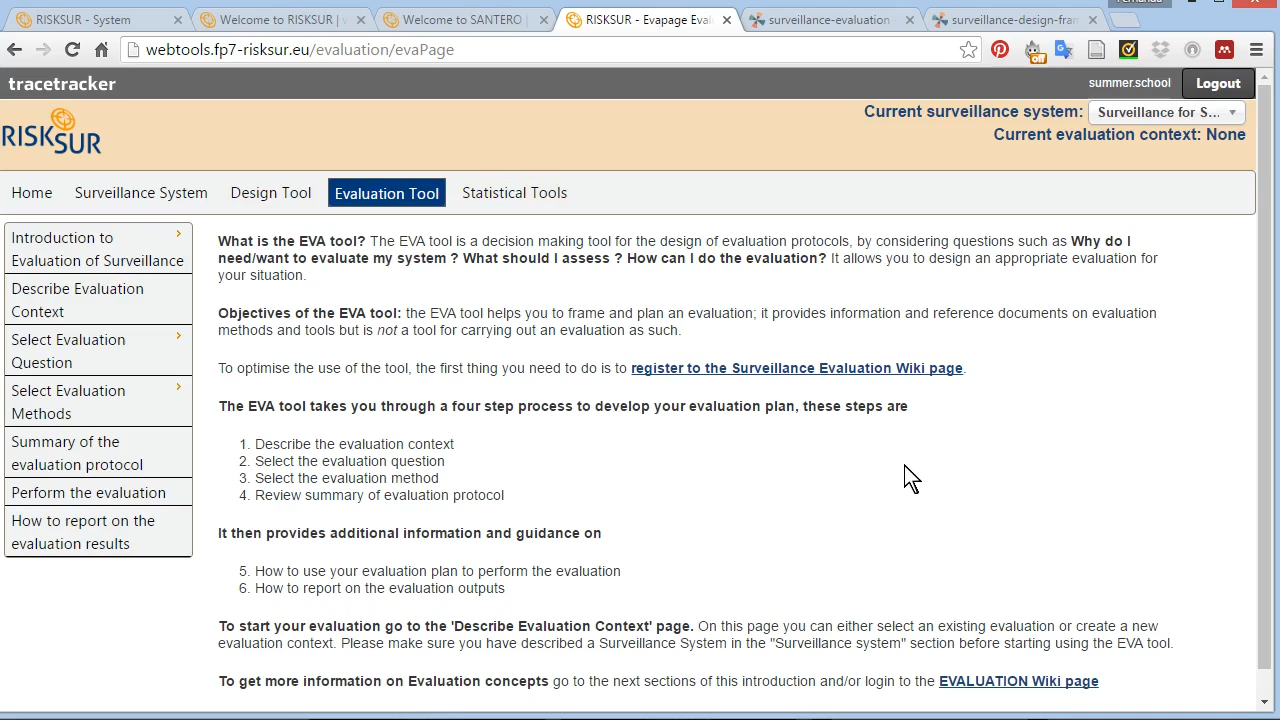 RISKSUR - System
Welcome to RISKSUR | v
Welcome to SANTERO |
RISKSUR - Evapage Eval
surveillance-evaluation
surveillance-design-fram
Fernanda
webtools.fp7-risksur.eu/evaluation/evaPage
off
tracetracker
summer.school
Logout
RISKSUR
Current surveillance system:
Surveillance for S...
Current evaluation context: None
Home
Surveillance System
Design Tool
Evaluation Tool
Statistical Tools
Introduction to
Evaluation of Surveillance
Describe Evaluation
Context
Select Evaluation
Question
Select Evaluation
Methods
Summary of the
evaluation protocol
Perform the evaluation
How to report on the
evaluation results
What is the EVA tool? The EVA tool is a decision making tool for the design of evaluation protocols, by considering questions such as Why do I
need/want to evaluate my system ? What should I assess ? How can I do the evaluation? It allows you to design an appropriate evaluation for
your situation.
Objectives of the EVA tool: the EVA tool helps you to frame and plan an evaluation; it provides information and reference documents on evaluation
methods and tools but is not a tool for carrying out an evaluation as such.
To optimise the use of the tool, the first thing you need to do is to register to the Surveillance Evaluation Wiki page.
The EVA tool takes you through a four step process to develop your evaluation plan, these steps are
1. Describe the evaluation context
2. Select the evaluation question
3. Select the evaluation method
4. Review summary of evaluation protocol
It then provides additional information and guidance on
5. How to use your evaluation plan to perform the evaluation
6. How to report on the evaluation outputs
To start your evaluation go to the 'Describe Evaluation Context' page. On this page you can either select an existing evaluation or create a new
evaluation context. Please make sure you have described a Surveillance System in the "Surveillance system" section before starting using the EVA tool.
To get more information on Evaluation concepts go to the next sections of this introduction and/or login to the EVALUATION Wiki page